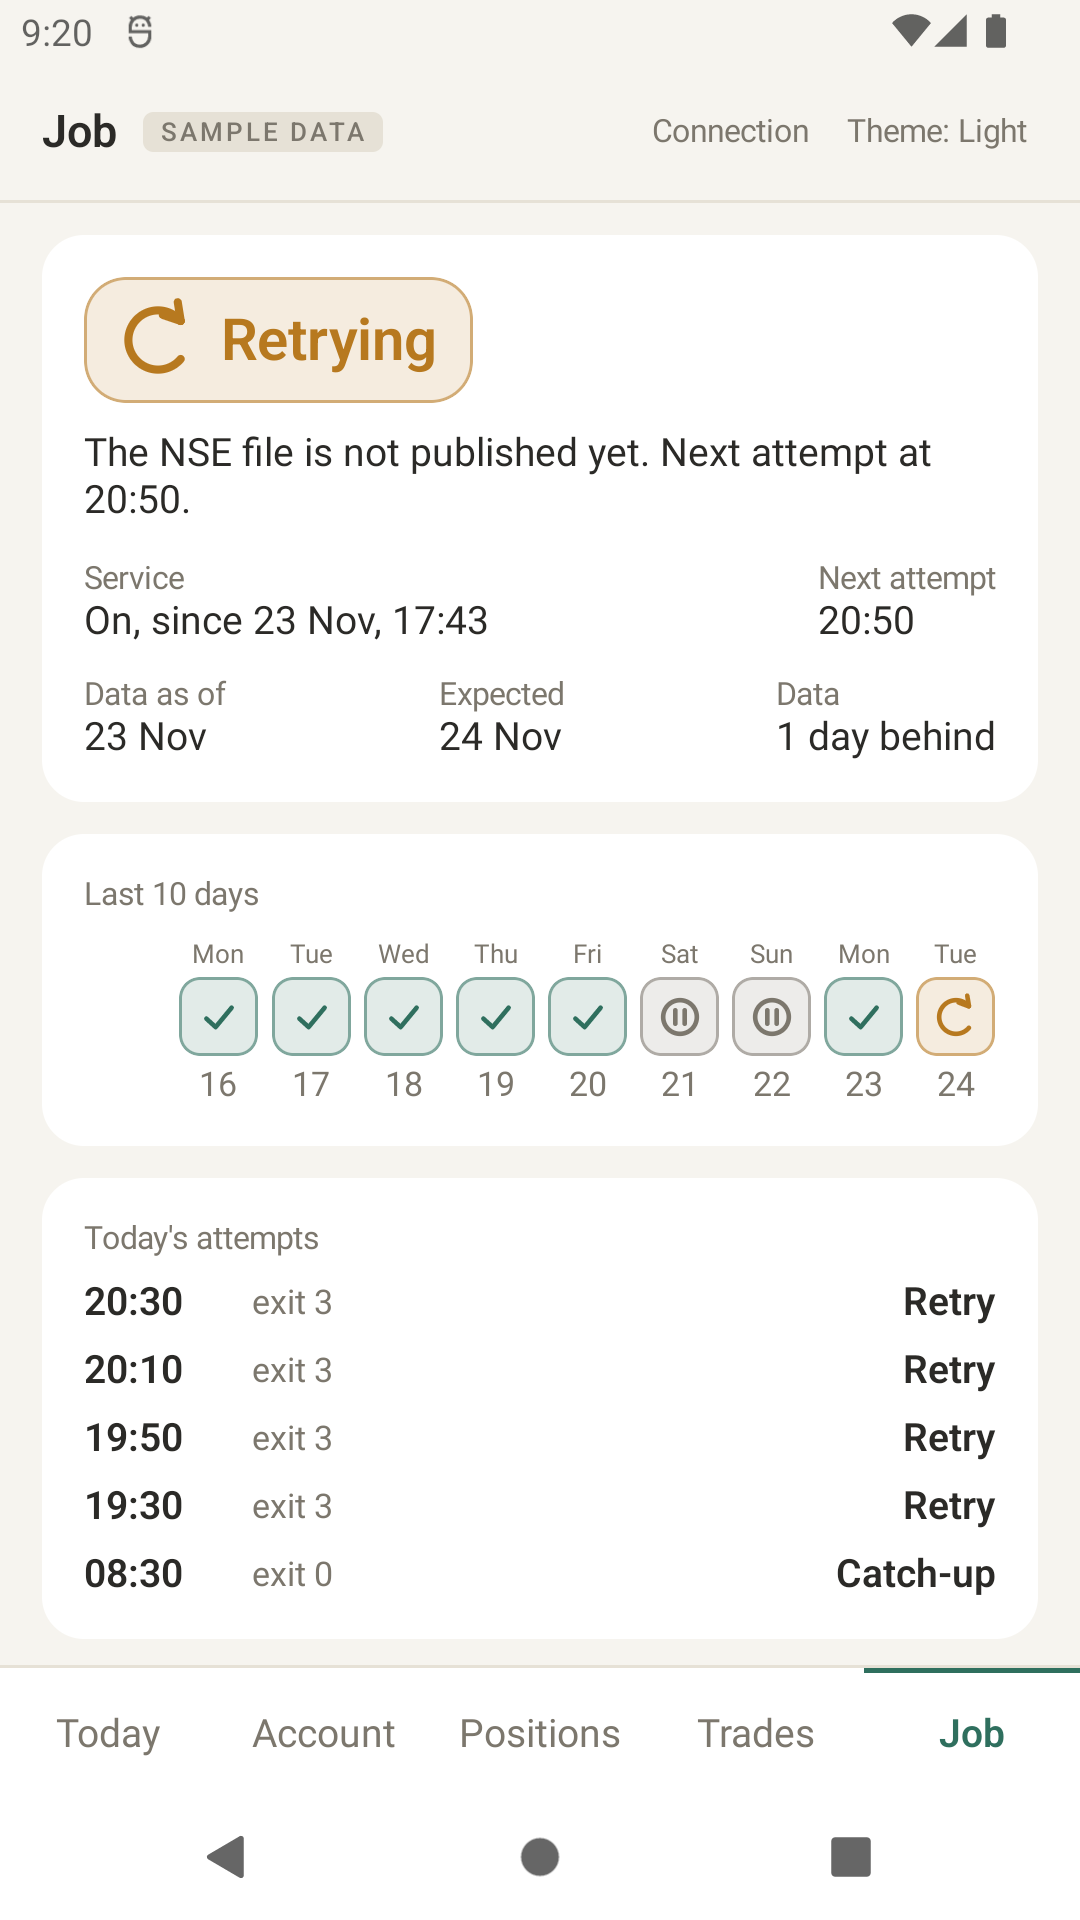 9:20
Job SAMPLE DATA Connection Theme: Light
Retrying
The NSE file is not published yet. Next attempt at
20:50.
Service Next attempt
On, since 23 Nov, 17:43 20:50
Data as of Expected Data
23 Nov 24 Nov 1 day behind
Last 10 days
Mon Tue Wed Thu Fri Sat Sun Mon Tue
16 17 18 19 20 21 22 23 24
Today's attempts
20:30 exit 3 Retry
20:10 exit 3 Retry
19:50 exit 3 Retry
19:30 exit 3 Retry
08:30 exit 0 Catch-up
Today Account Positions Trades Job